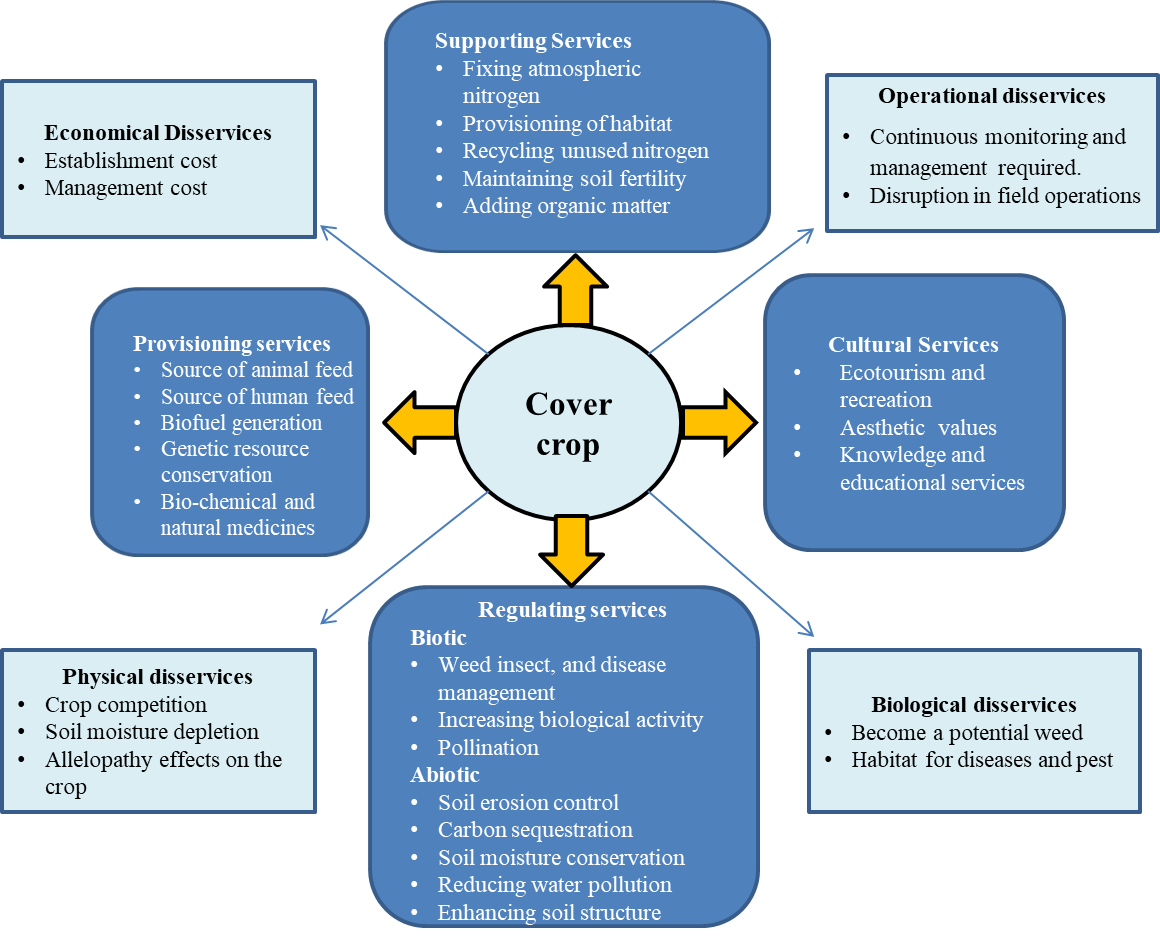 Supporting Services
• Fixing atmospheric
nitrogen
• Provisioning of habitat
• Recycling unused nitrogen
• Maintaining soil fertility
• Adding organic matter
Economical Disservices
• Establishment cost
• Management cost
Operational disservices
• Continuous monitoring and
management required.
• Disruption in field operations
Provisioning services
• Source of animal feed
• Source of human feed
• Biofuel generation
• Genetic resource
conservation
• Bio-chemical and
natural medicines
Cover
crop
Cultural Services
• Ecotourism and
recreation
• Aesthetic values
• Knowledge and
educational services
Physical disservices
• Crop competition
• Soil moisture depletion
• Allelopathy effects on the
crop
Regulating services
Biotic
• Weed insect, and disease
management
• Increasing biological activity
• Pollination
Abiotic
• Soil erosion control
• Carbon sequestration
• Soil moisture conservation
• Reducing water pollution
• Enhancing soil structure
Biological disservices
• Become a potential weed
• Habitat for diseases and pest